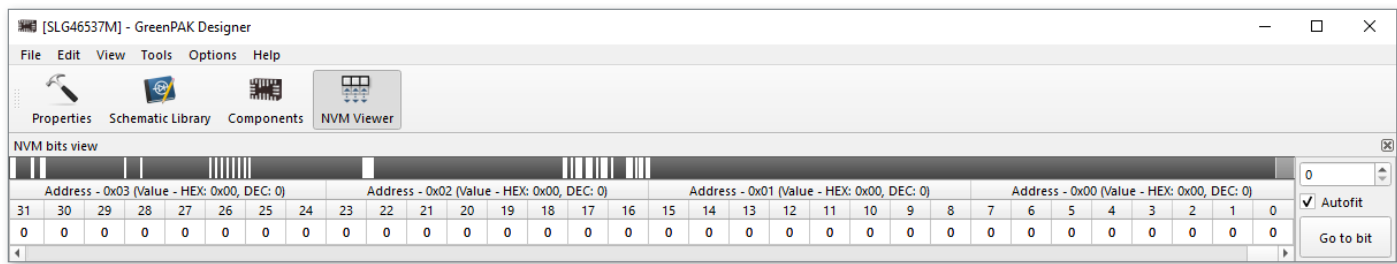 [SLG46537M] - GreenPAK Designer
File Edit View Tools Options Help
Properties Schematic Library Components NVM Viewer
NVM bits view
0
Address - 0x03 (Value - HEX: 0x00, DEC: 0) Address - 0x02 (Value - HEX: 0x00, DEC: 0) Address - 0x01 (Value - HEX: 0x00, DEC: 0) Address - 0x00 (Value - HEX: 0x00, DEC: 0)
31 30 29 28 27 26 25 24 23 22 21 20 19 18 17 16 15 14 13 12 11 10 9 8 7 6 5 4 3 2 1 0
Autofit
0 0 0 0 0 0 0 0 0 0 0 0 0 0 0 0 0 0 0 0 0 0 0 0 0 0 0 0 0 0 0 0
Go to bit